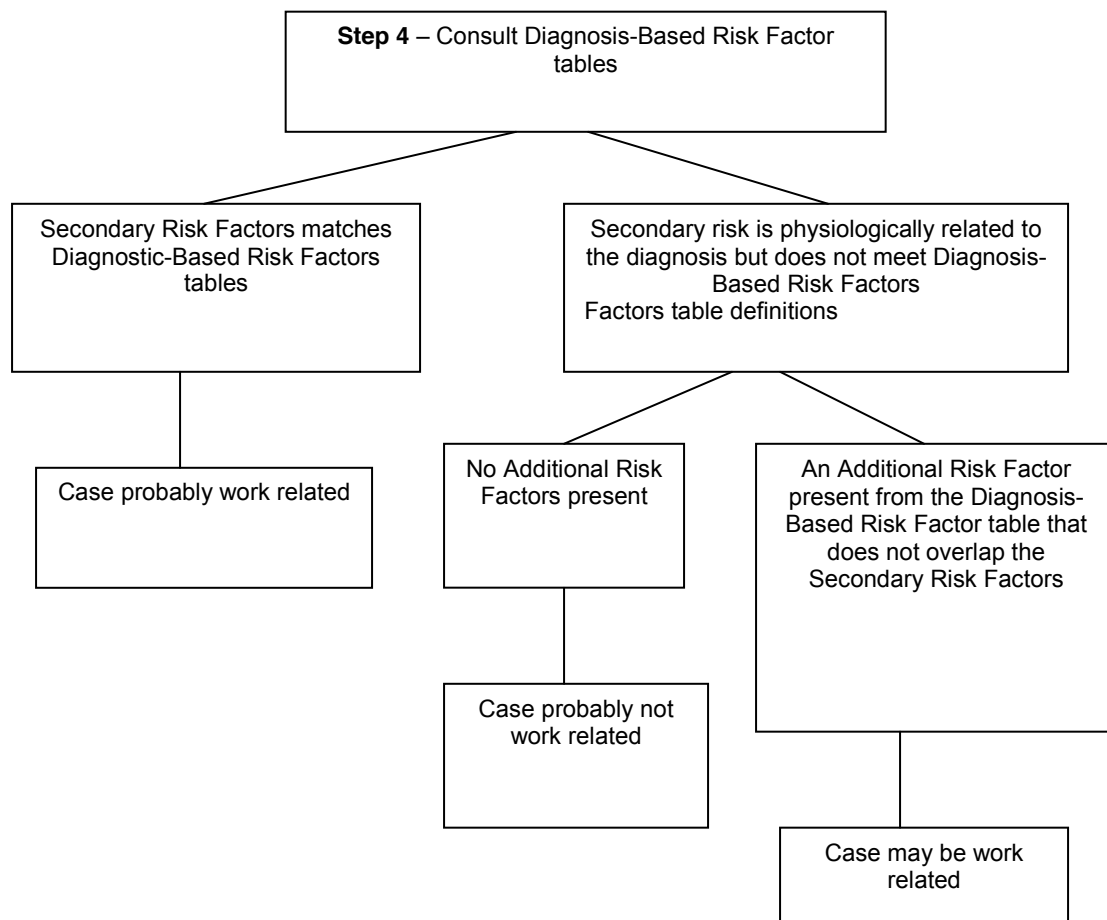 Step 4 – Consult Diagnosis-Based Risk Factor
tables
Secondary Risk Factors matches
Diagnostic-Based Risk Factors
tables
Secondary risk is physiologically related to
the diagnosis but does not meet Diagnosis-
Based Risk Factors
Factors table definitions
Case probably work related
No Additional Risk
Factors present
An Additional Risk Factor
present from the Diagnosis-
Based Risk Factor table that
does not overlap the
Secondary Risk Factors
Case probably not
work related
Case may be work
related